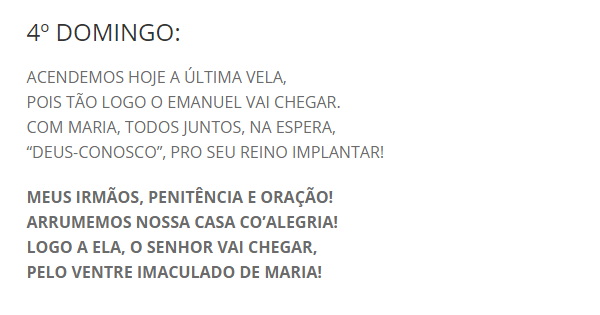 4º DOMINGO:
ACENDEMOS HOJE A ÚLTIMA VELA,
POIS TÃO LOGO O EMANUEL VAI CHEGAR.
COM MARIA, TODOS JUNTOS, NA ESPERA,
“DEUS-CONOSCO”, PRO SEU REINO IMPLANTAR!
MEUS IRMÃOS, PENITÊNCIA E ORAÇÃO!
ARRUMEMOS NOSSA CASA CO’ALEGRIA!
LOGO A ELA, O SENHOR VAI CHEGAR,
PELO VENTRE IMACULADO DE MARIA!